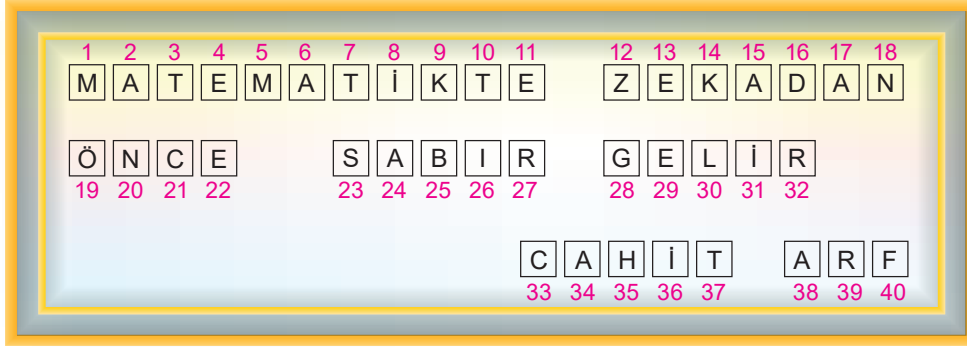 1 2 3 4 5 6 7 8 9 10 11 12 13 14 15 16 17 18
MATEMATİKTE ZEKADAN
ÖNCE SABIR GELİR
19 20 21 22 23 24 25 26 27 28 29 30 31 32
CAHİT ARF
33 34 35 36 37 38 39 40